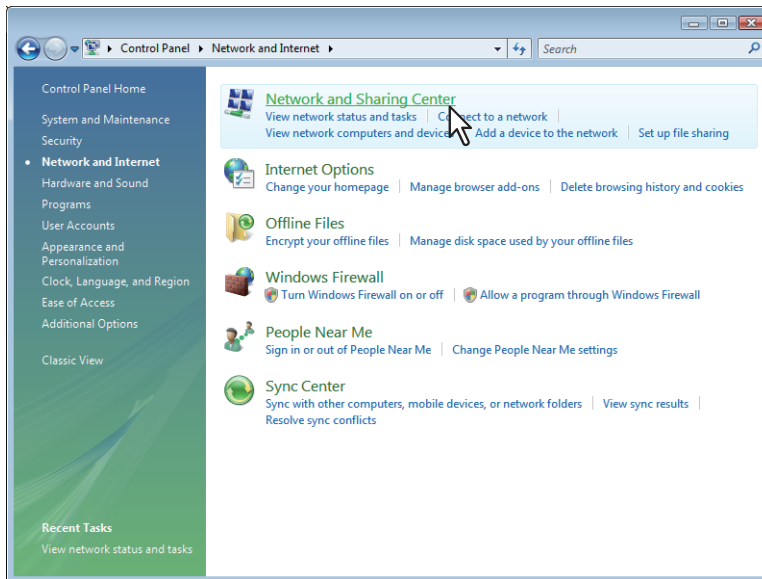 Control Panel Network and Internet Search
Control Panel Home
System and Maintenance
Security
Network and Internet
Hardware and Sound
Programs
User Accounts
Appearance and
Personalization
Clock, Language, and Region
Ease of Access
Additional Options
Classic View
Recent Tasks
View network status and tasks
Network and Sharing Center
View network status and tasks to a network
View network computers and Add a device to the network Set up file sharing
Internet Options
Change your homepage Manage browser add-ons Delete browsing history and cookies
Offline Files
Encrypt your offline files Manage disk space used by your offline files
Windows Firewall
Turn Windows Firewall on or off Allow a program through Windows Firewall
People Near Me
Sign in or out of People Near Me Change People Near Me settings
Sync Center
Sync with other computers, mobile devices, or network folders View sync results
Resolve sync conflicts